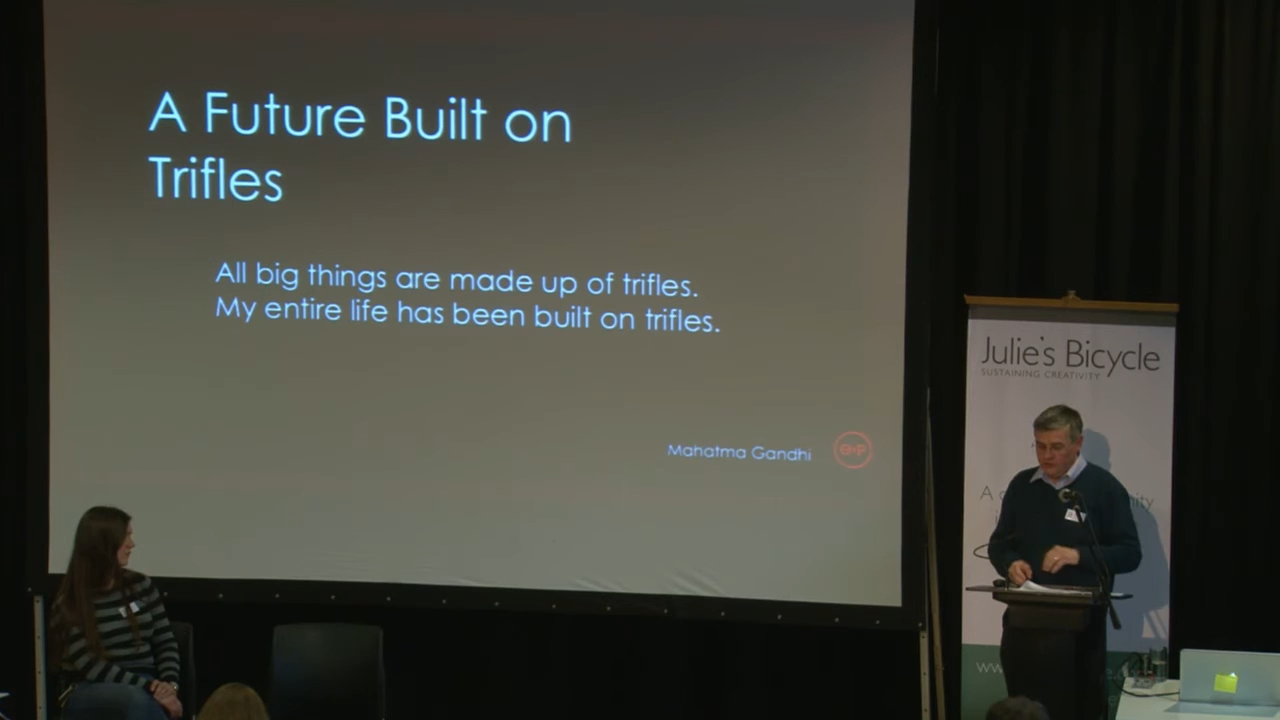 A Future Built on
Trifles
All big things are made up of trifles.
My entire life has been built on trifles.
Mahatma Gandhi
Julie's Bicycle
SUSTAINING CREATIVITY
A